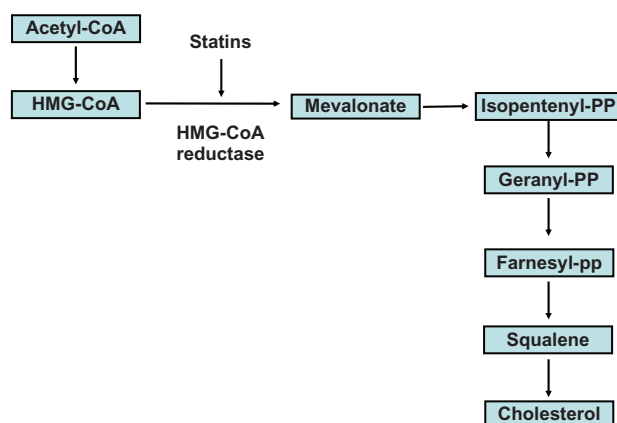 Acetyl-CoA
Statins
HMG-CoA
Mevalonate
Isopentenyl-PP
HMG-CoA
reductase
Geranyl-PP
Farnesyl-pp
Squalene
Cholesterol